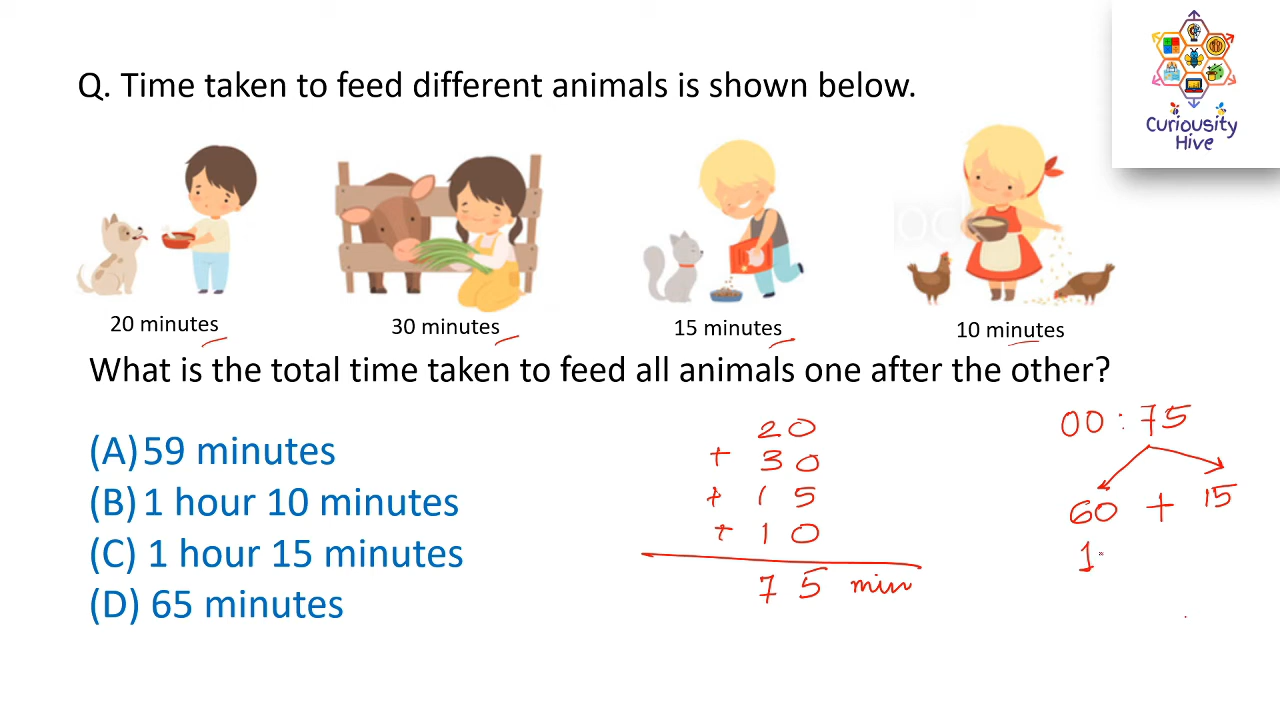 Q. Time taken to feed different animals is shown below.
Curiousity
Hive
20 minutes
30 minutes
15 minutes
10 minutes
What is the total time taken to feed all animals one after the other?
(A) 59 minutes
(B) 1 hour 10 minutes
(C) 1 hour 15 minutes
(D) 65 minutes
20
+ 30
+ 15
+ 10
75 min
00:75
60 + 15
1